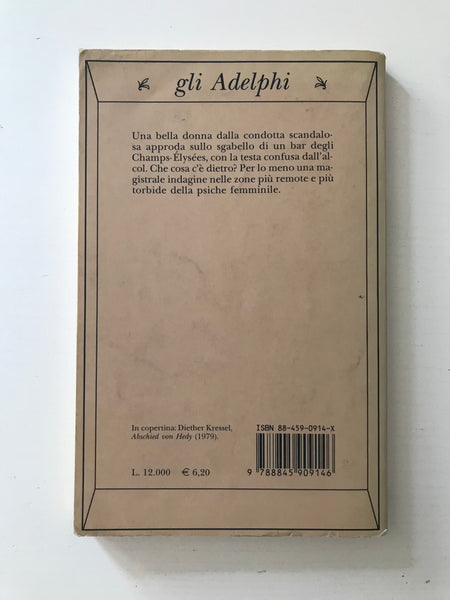 gli Adelphi
Una bella donna dalla condotta scandalo-
sa approda sullo sgabello di un bar degli
Champs-Élysées, con la testa confusa dall'al-
col. Che cosa c'è dietro? Per lo meno una ma-
gistrale indagine nelle zone più remote e più
torbide della psiche femminile.
In copertina: Diether Kressel,
Abschied von Hedy (1979).
L. 12.000 € 6,20
ISBN 88-459-0914-X
9 788845 909146